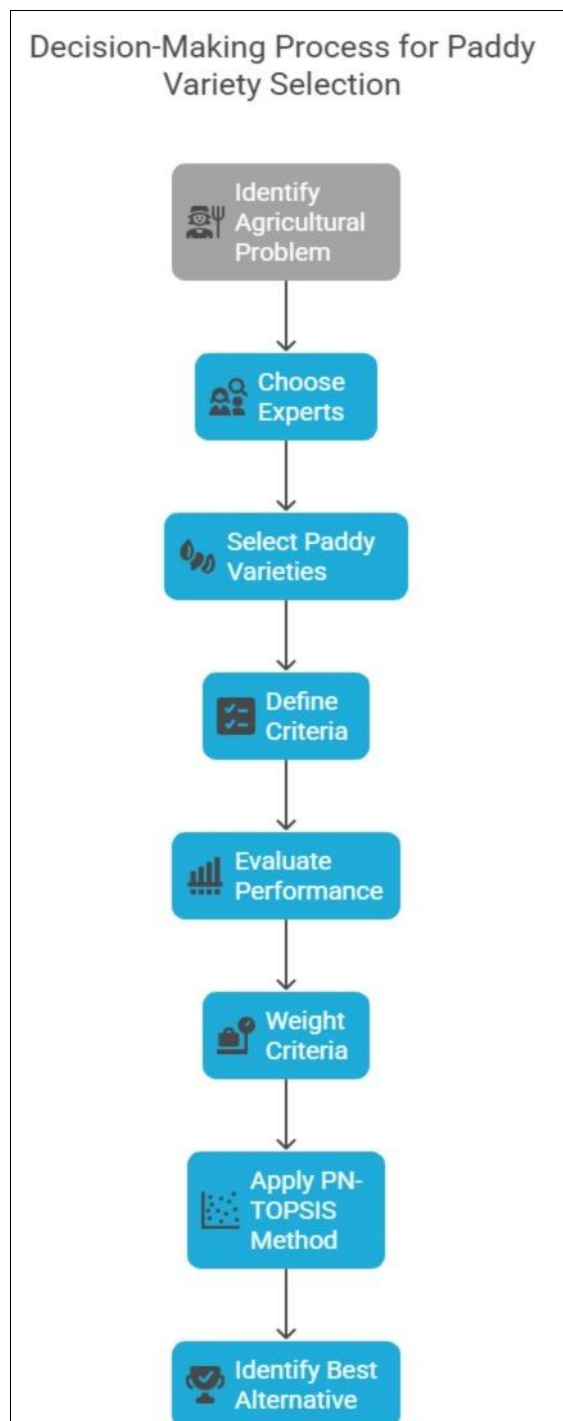 Decision-Making Process for Paddy
Variety Selection
Identify
Agricultural
Problem
Choose
Experts
Select Paddy
Varieties
Define
Criteria
Evaluate
Performance
Weight
Criteria
Apply PN-
TOPSIS
Method
Identify Best
Alternative